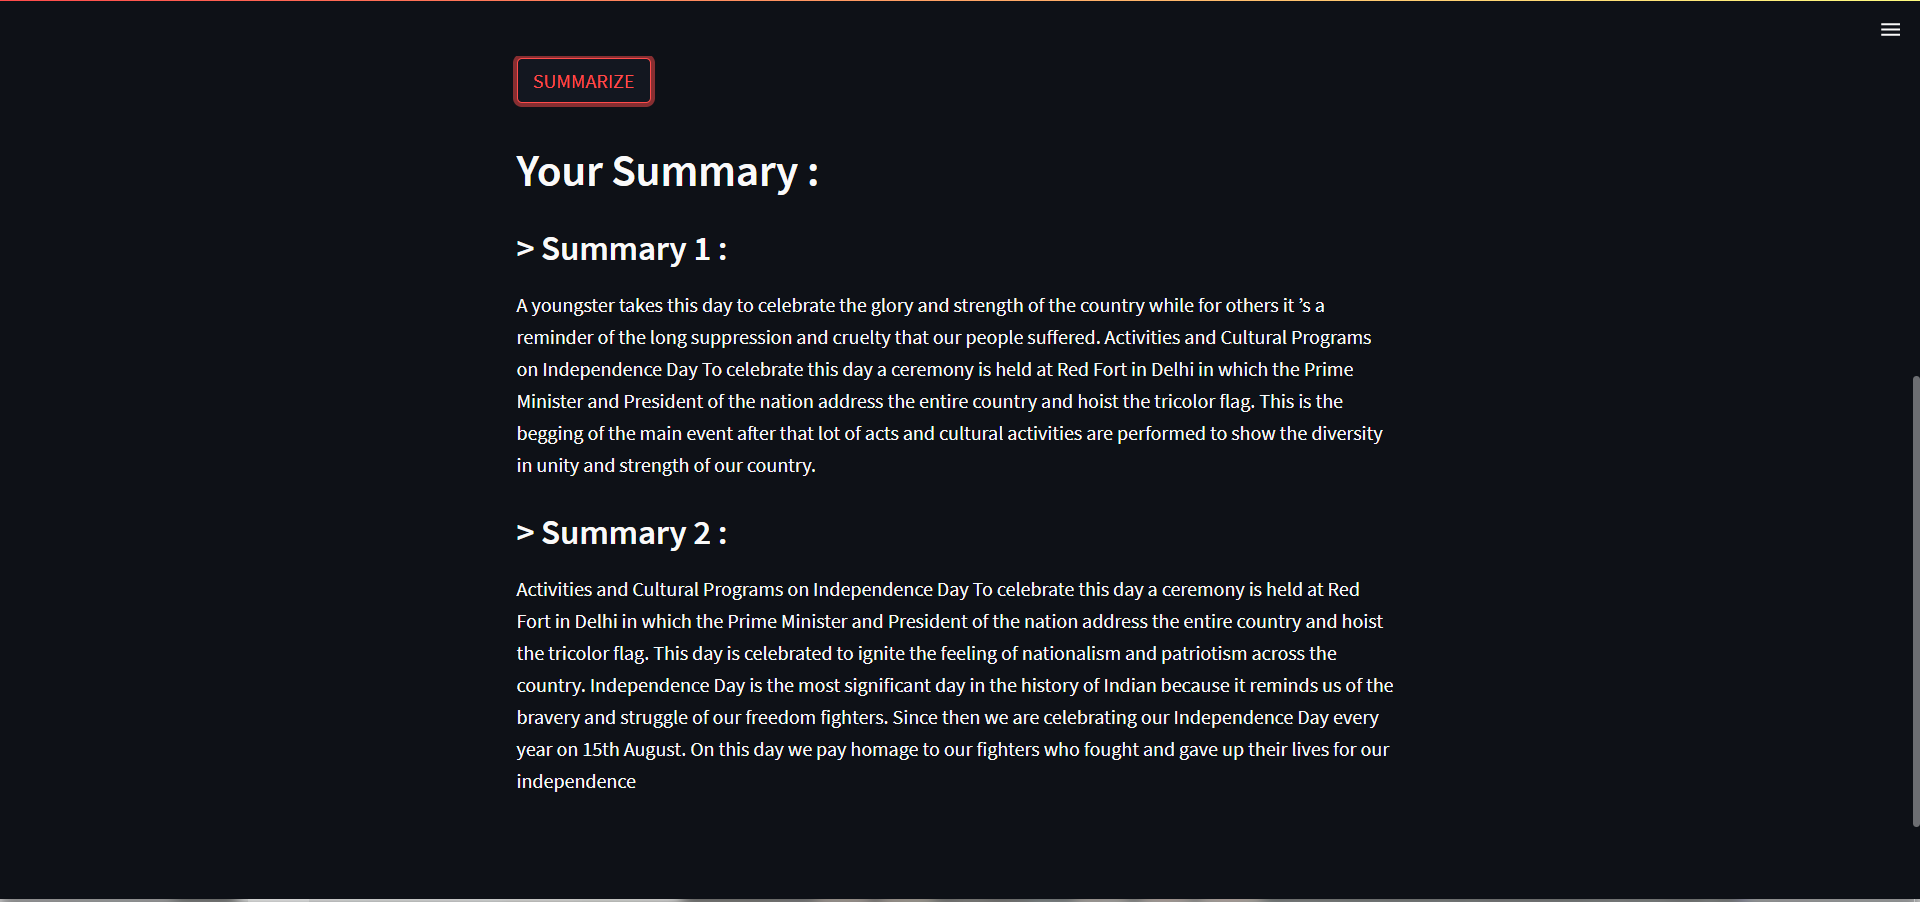 SUMMARIZE
Your Summary :
> Summary 1 :
A youngster takes this day to celebrate the glory and strength of the country while for others it ’s a
reminder of the long suppression and cruelty that our people suffered. Activities and Cultural Programs
on Independence Day To celebrate this day a ceremony is held at Red Fort in Delhi in which the Prime
Minister and President of the nation address the entire country and hoist the tricolor flag. This is the
begging of the main event after that lot of acts and cultural activities are performed to show the diversity
in unity and strength of our country.
> Summary 2 :
Activities and Cultural Programs on Independence Day To celebrate this day a ceremony is held at Red
Fort in Delhi in which the Prime Minister and President of the nation address the entire country and hoist
the tricolor flag. This day is celebrated to ignite the feeling of nationalism and patriotism across the
country. Independence Day is the most significant day in the history of Indian because it reminds us of the
bravery and struggle of our freedom fighters. Since then we are celebrating our Independence Day every
year on 15th August. On this day we pay homage to our fighters who fought and gave up their lives for our
independence